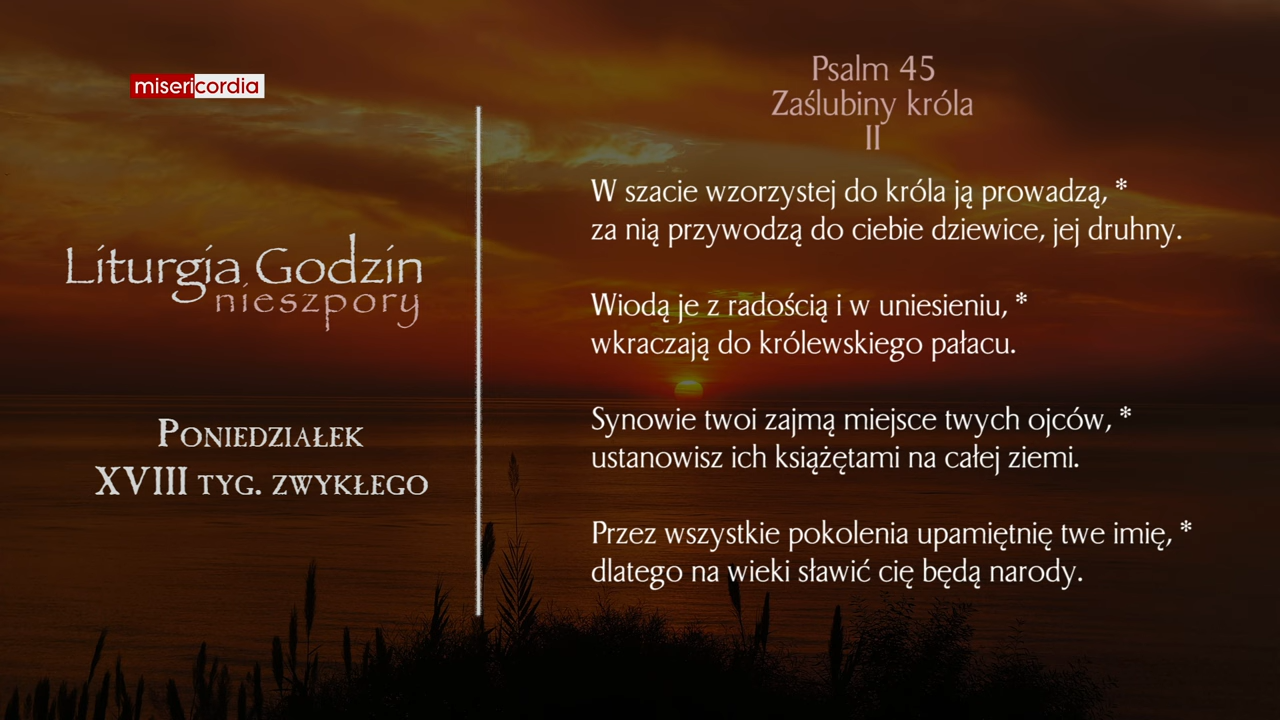 misericordia
Liturgia Godzin
nieszpory
Poniedziałek
XVIII tyg. zwykłego
Psalm 45
Zaślubiny króla
II
W szacie wzorzystej do króla ją prowadzą, *
za nią przywodzą do ciebie dziewice, jej druhny.
Wiodą je z radością i w uniesieniu, *
wkraczają do królewskiego pałacu.
Synowie twoi zajmą miejsce twych ojców, *
ustanowisz ich książętami na całej ziemi.
Przez wszystkie pokolenia upamiętnię twe imię, *
dlatego na wieki sławić cię będą narody.